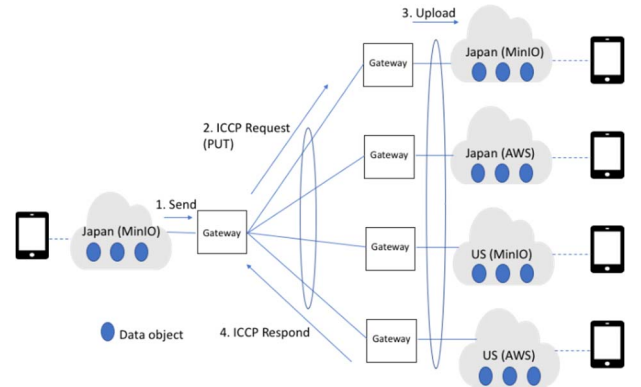 3. Upload
Japan (MinIO)
Gateway
2. ICCP Request
(PUT)
Japan (AWS)
Gateway
1. Send
Japan (MinIO)
Gateway
US (MinIO)
Gateway
Data object
4. ICCP Respond
Gateway
US (AWS)